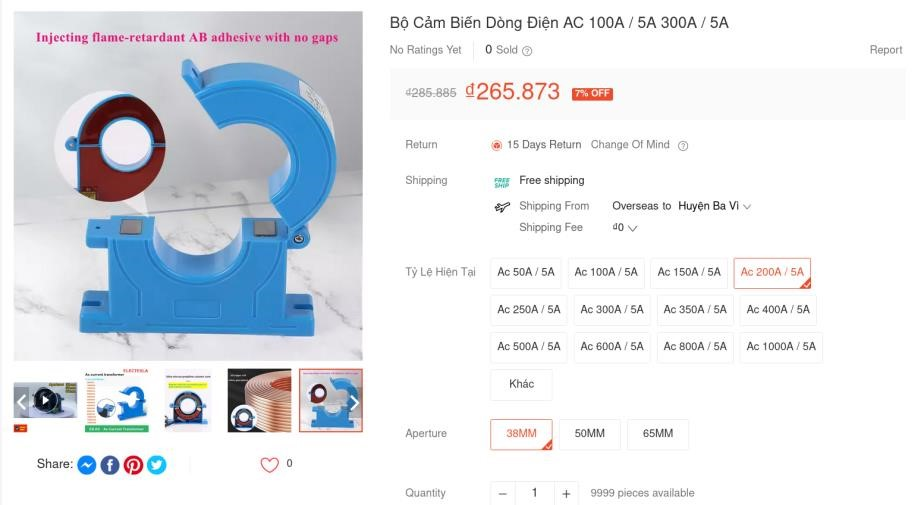 Injecting flame-retardant AB adhesive with no gaps
Bộ Cảm Biến Dòng Điện AC 100A / 5A 300A / 5A
No Ratings Yet
0 Sold
Report
₫285.885
₫265.873
7% OFF
Return
15 Days Return
Change Of Mind
Shipping
FREE SHIP
Free shipping
Shipping From
Overseas to Huyện Ba Vì
Shipping Fee
₫0
Tỷ Lệ Hiện Tại
Ac 50A / 5A
Ac 100A / 5A
Ac 150A / 5A
Ac 200A / 5A
Ac 250A / 5A
Ac 300A / 5A
Ac 350A / 5A
Ac 400A / 5A
Ac 500A / 5A
Ac 600A / 5A
Ac 800A / 5A
Ac 1000A / 5A
Khác
Aperture
38MM
50MM
65MM
Quantity
1
9999 pieces available
Share:
0